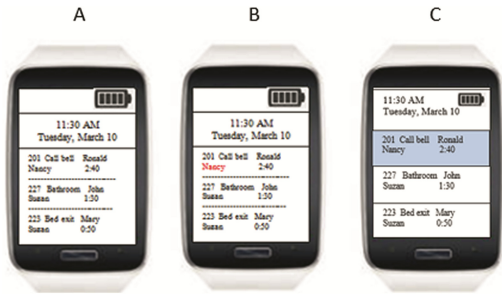 A
B
C
11:30 AM
Tuesday, March 10
201 Call bell Ronald
Nancy 2:40
227 Bathroom John
Suzan 1:30
223 Bed exit Mary
Suzan 0:50
11:30 AM
Tuesday, March 10
201 Call bell Ronald
Nancy 2:40
227 Bathroom John
Suzan 1:30
223 Bed exit Mary
Suzan 0:50
11:30 AM
Tuesday, March 10
201 Call bell Ronald
Nancy 2:40
227 Bathroom John
Suzan 1:30
223 Bed exit Mary
Suzan 0:50